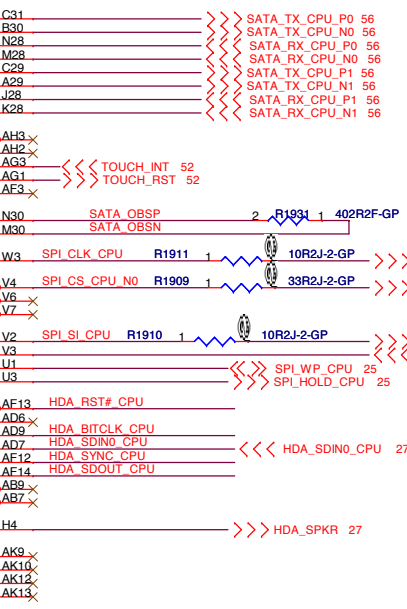 C31 SATA_TX_CPU_P0 56
B30 SATA_TX_CPU_N0 56
N28 SATA_RX_CPU_P0 56
M28 SATA_RX_CPU_N0 56
C29 SATA_TX_CPU_P1 56
A29 SATA_TX_CPU_N1 56
J28 SATA_RX_CPU_P1 56
K28 SATA_RX_CPU_N1 56
AH3
AH2
AG3 TOUCH_INT 52
AG1 TOUCH_RST 52
AF3
N30 SATA_OBSP 2 R1931 1 402R2F-GP
M30 SATA_OBSN
W3 SPI_CLK_CPU R1911 1 10R2J-2-GP
V4 SPI_CS_CPU_N0 R1909 1 33R2J-2-GP
V6
V7
V2 SPI_SI_CPU R1910 1 10R2J-2-GP
V3
U1 SPI_WP_CPU 25
U3 SPI_HOLD_CPU 25
AF13 HDA_RST#_CPU
AD6
AD9 HDA_BITCLK_CPU
AD7 HDA_SDIN0_CPU HDA_SDIN0_CPU 27
AF12 HDA_SYNC_CPU
AF14 HDA_SDOUT_CPU
AB9
AB7
H4 HDA_SPKR 27
AK9
AK10
AK12
AK13